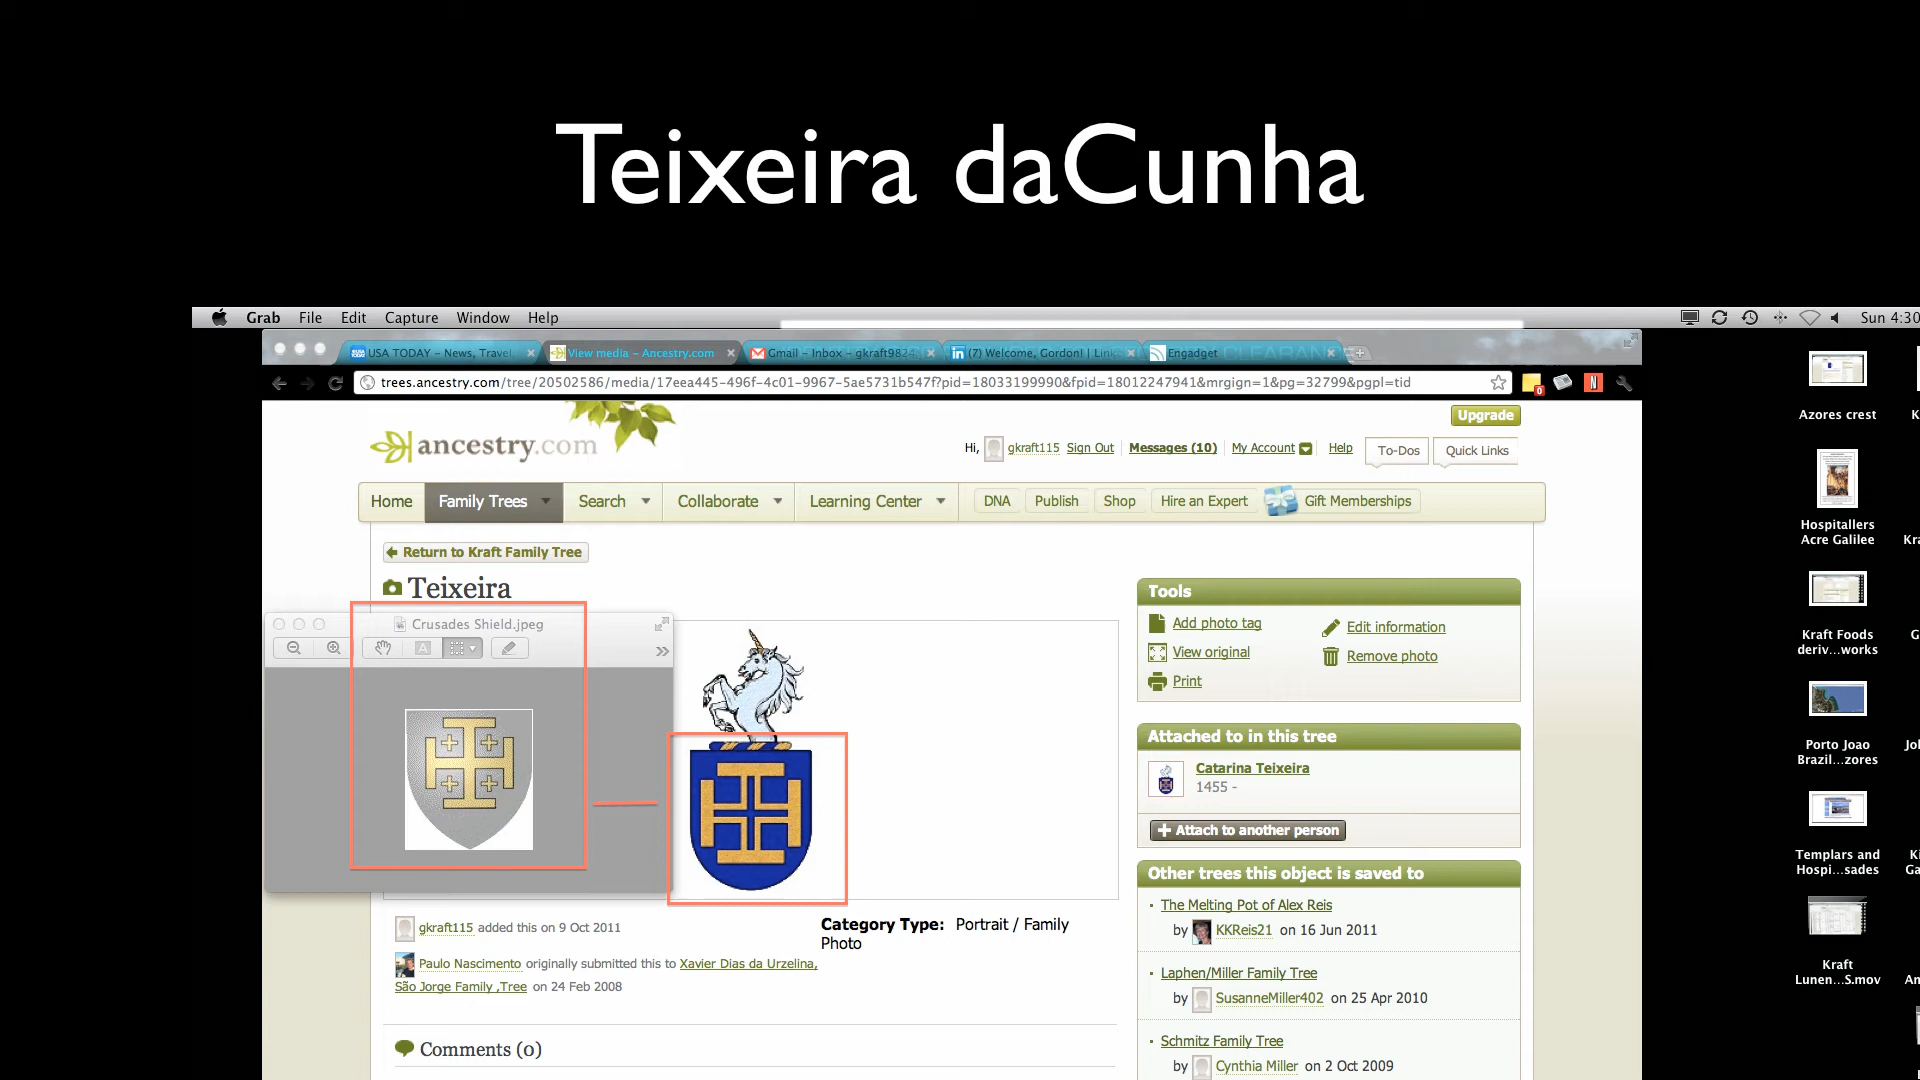 Teixeira daCunha
Grab File Edit Capture Window Help
Sun 4:30
USA TODAY – News, Travel
View media – Ancestry.com
Gmail – Inbox – gkraft9824
(7) Welcome, Gordon! | Link
Engadget
trees.ancestry.com/tree/20502586/media/17eea445-496f-4c01-9967-5ae5731b547f?pid=18033199990&fpid=18012247941&mrgign=1&pg=32799&pgpl=tid
0
N
ancestry.com
Upgrade
Hi, gkraft115 Sign Out Messages (10) My Account Help To-Dos Quick Links
Home Family Trees Search Collaborate Learning Center DNA Publish Shop Hire an Expert Gift Memberships
Return to Kraft Family Tree
Teixeira
Crusades Shield.jpeg
A
gkraft115 added this on 9 Oct 2011
Paulo Nascimento originally submitted this to Xavier Dias da Urzelina,
São Jorge Family ,Tree on 24 Feb 2008
Category Type: Portrait / Family
Photo
Comments (0)
Tools
Add photo tag
Edit information
View original
Remove photo
Print
Attached to in this tree
Catarina Teixeira
1455 -
Attach to another person
Other trees this object is saved to
The Melting Pot of Alex Reis
by KKReis21 on 16 Jun 2011
Laphen/Miller Family Tree
by SusanneMiller402 on 25 Apr 2010
Schmitz Family Tree
by Cynthia Miller on 2 Oct 2009
Azores crest
Hospitallers
Acre Galilee
Kraft Foods
deriv...works
Porto Joao
Brazil...zores
Templars and
Hospi...sades
Kraft
Lunen...S.mov